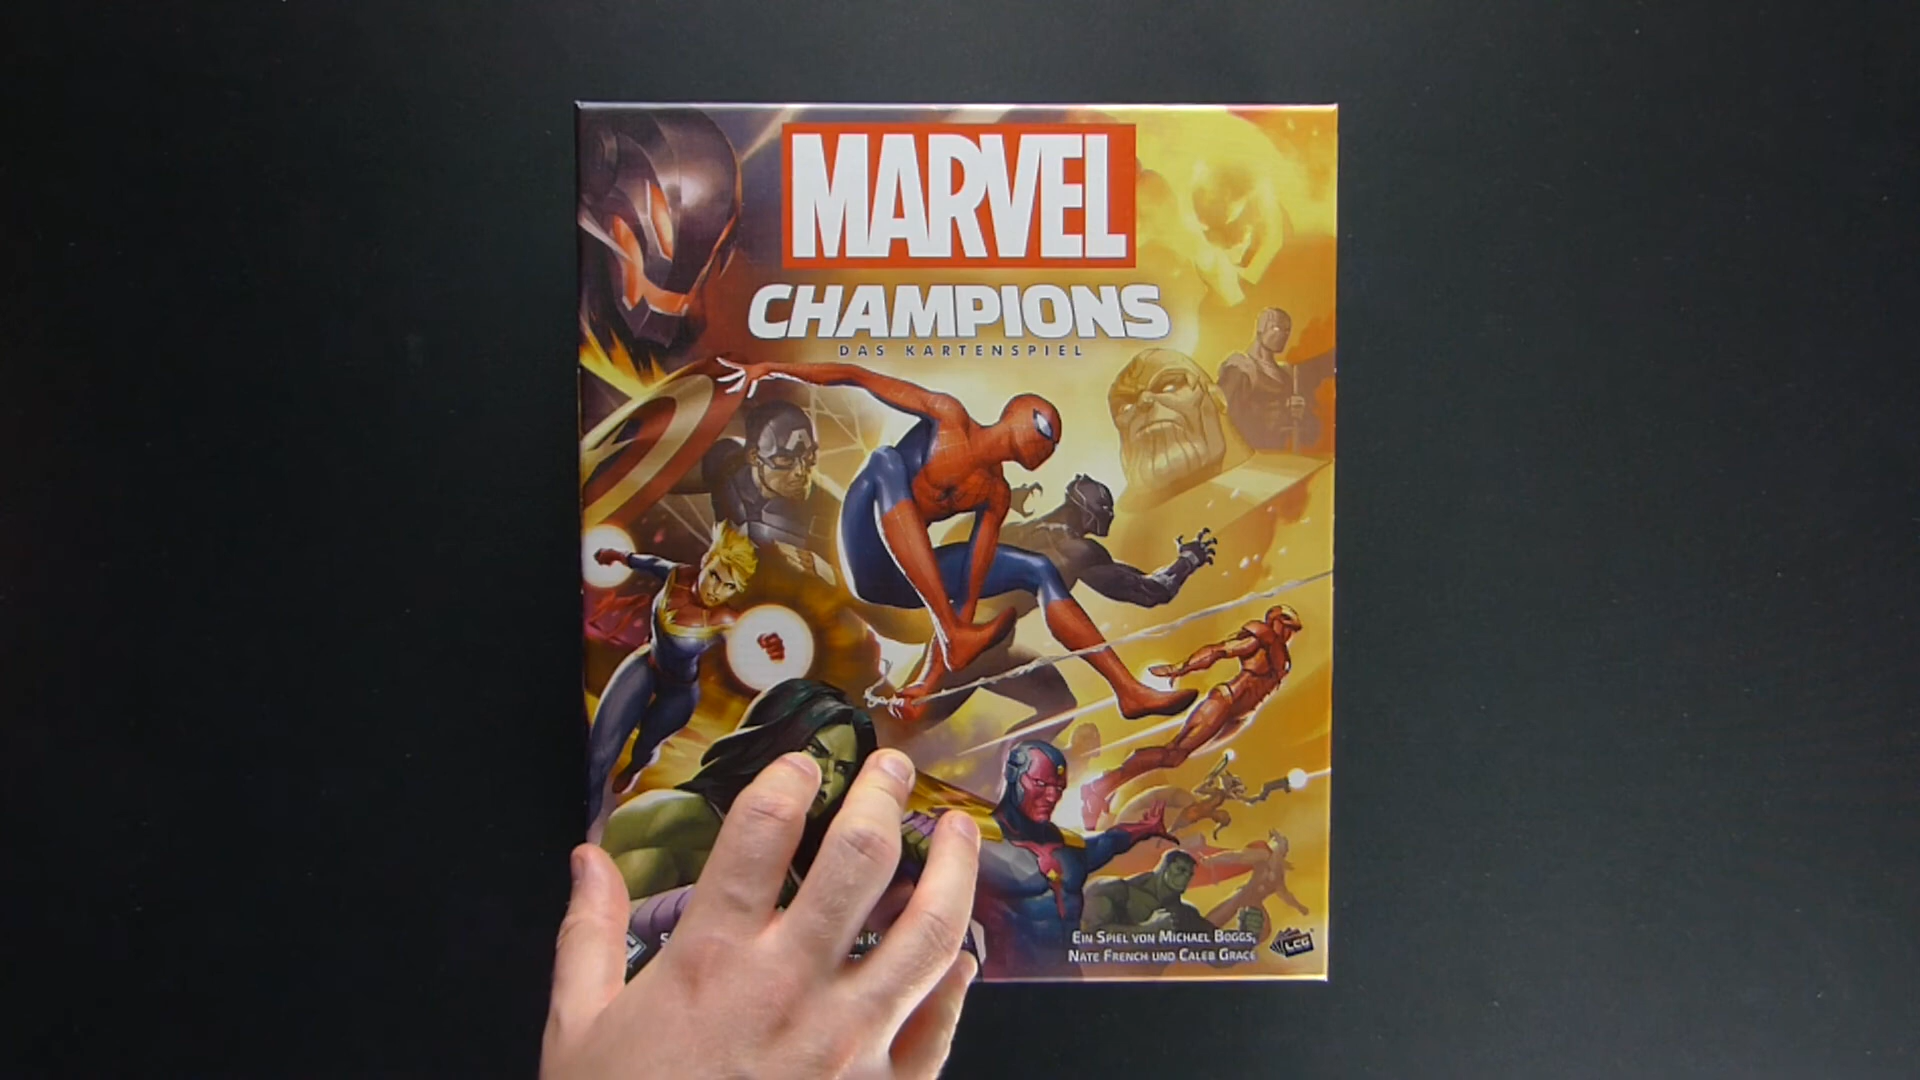 MARVEL
CHAMPIONS
DAS KARTENSPIEL
EIN SPIEL VON MICHAEL BOGGS,
NATE FRENCH UND CALEB GRACE
LCG